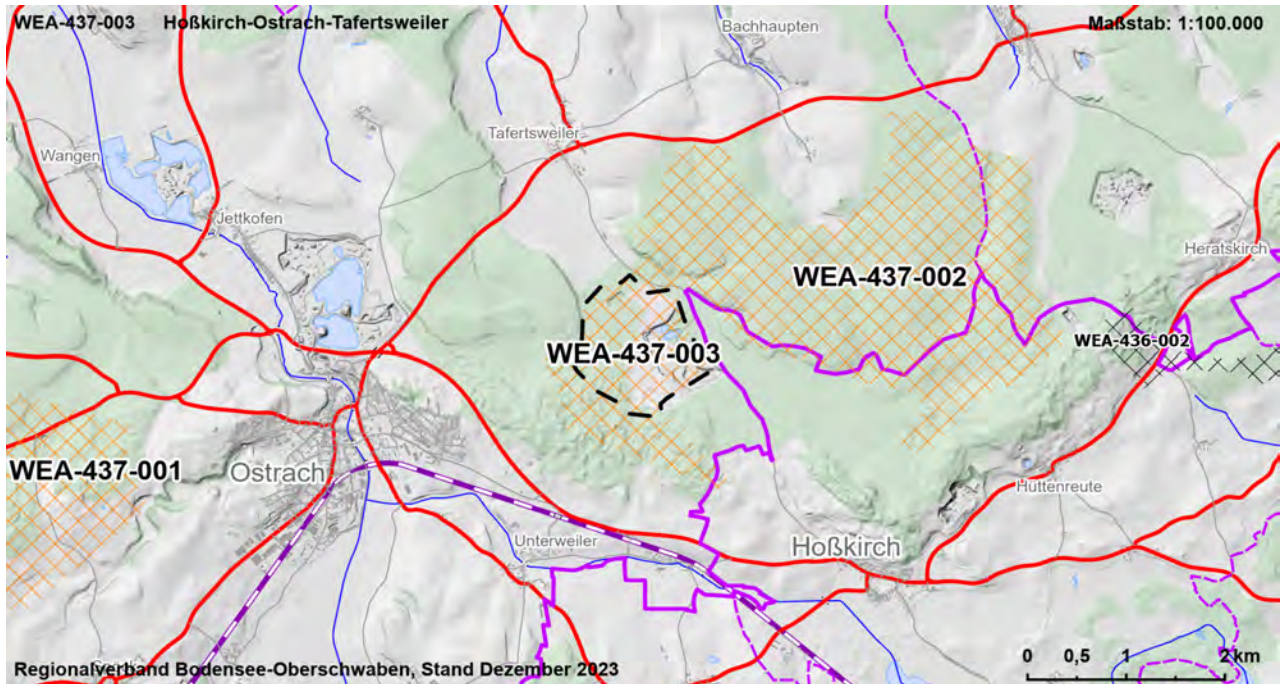 WEA-437-003 Hoßkirch-Ostrach-Tafertsweiler
Maßstab: 1:100.000
Bachhaupten
Tafertsweiler
Wangen
Jettkofen
Heratskirch
WEA-437-002
WEA-436-002
WEA-437-003
WEA-437-001
Ostrach
Huttenreute
Unterweiler
Hoßkirch
0 0,5 1 2 km
Regionalverband Bodensee-Oberschwaben, Stand Dezember 2023